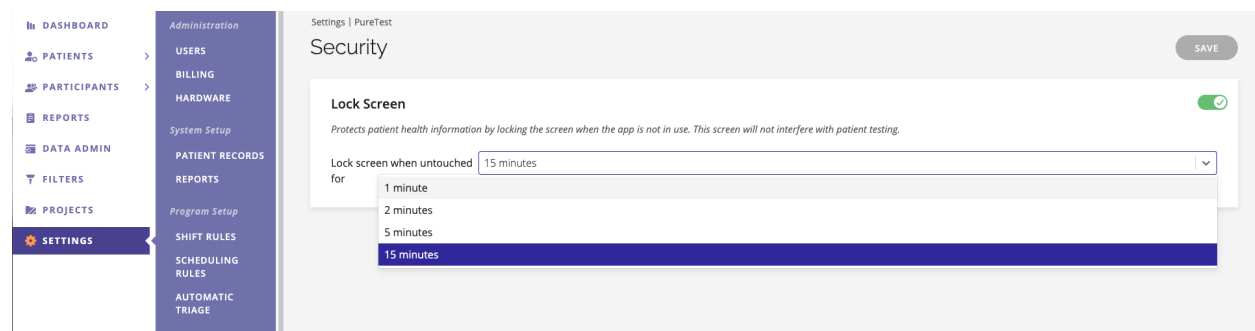 DASHBOARD
PATIENTS
PARTICIPANTS
REPORTS
DATA ADMIN
FILTERS
PROJECTS
SETTINGS
Administration
USERS
BILLING
HARDWARE
System Setup
PATIENT RECORDS
REPORTS
Program Setup
SHIFT RULES
SCHEDULING
RULES
AUTOMATIC
TRIAGE
Settings | PureTest
Security
SAVE
Lock Screen
Protects patient health information by locking the screen when the app is not in use. This screen will not interfere with patient testing.
Lock screen when untouched 15 minutes
for
1 minute
2 minutes
5 minutes
15 minutes